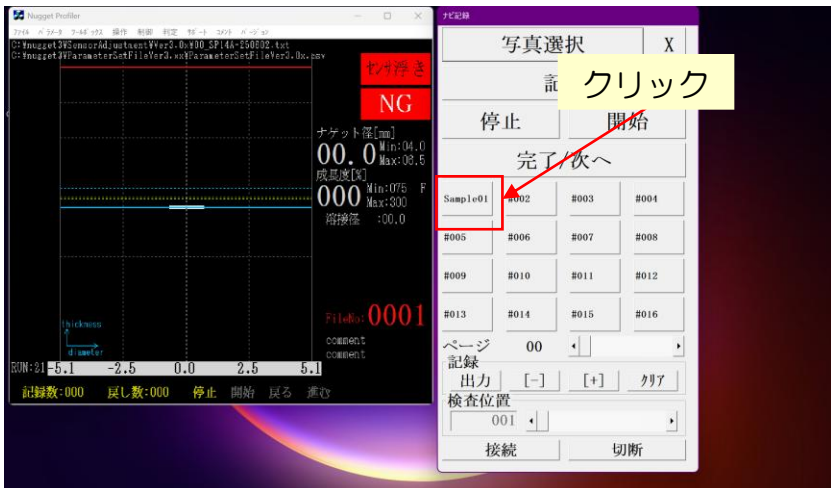 Nugget Profiler
ファイル パラメータ ツールボックス 操作 制御 判定 サポート コメント バージョン
C:¥nugget3¥SensorAdjustment¥Ver3.0x¥00_SP14A-250802.txt
C:¥nugget3¥ParameterSetFileVer3.xx¥ParameterSetFileVer3.0x.psv
センサ浮き
NG
ナゲット径[mm]
00.0 Min:04.0
Max:06.5
成長度[%]
000 Min:075 F
Max:300
溶接径 :00.0
thickness
diameter
FileNo:0001
comment
comment
RUN:21 -5.1 -2.5 0.0 2.5 5.1
記録数:000 戻し数:000 停止 開始 戻る 進む
ナビ記録
写真選択 X
クリック
停止 開始
完了/次へ
Sample01 #002 #003 #004
#005 #006 #007 #008
#009 #010 #011 #012
#013 #014 #015 #016
ページ 00
記録
出力 [-] [+] クリア
検査位置
001
接続 切断